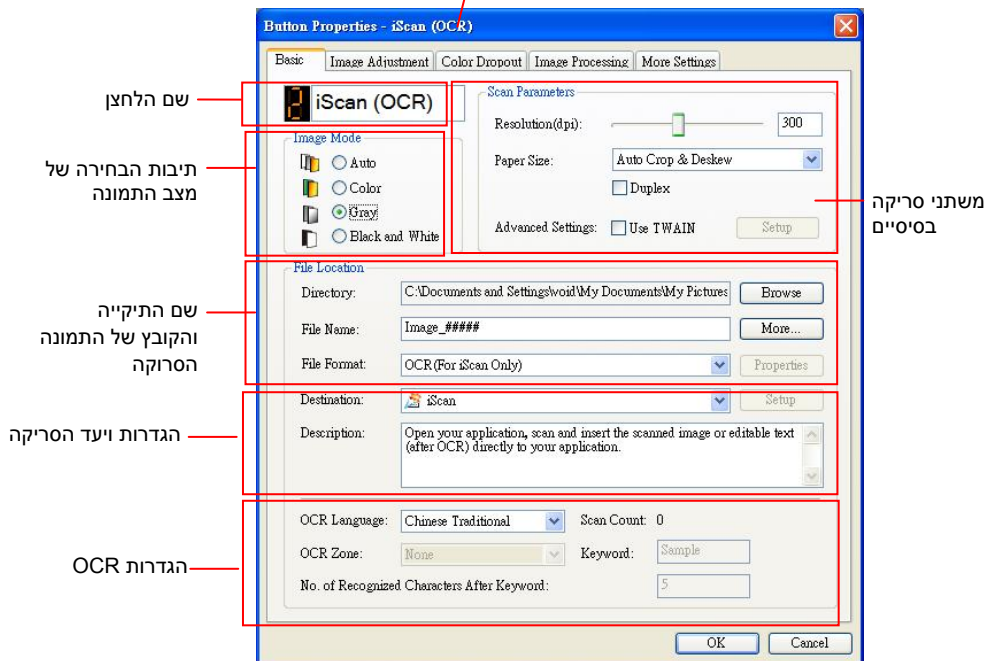 Button Properties - iScan (OCR)
Basic Image Adjustment Color Dropout Image Processing More Settings
שם הלחצן
2 iScan (OCR)
Image Mode
Auto
Color
Gray
Black and White
תיבות הבחירה של
מצב התמונה
Scan Parameters
Resolution(dpi): 300
Paper Size: Auto Crop & Deskew
Duplex
Advanced Settings: Use TWAIN Setup
משתני סריקה
בסיסיים
File Location
Directory: C:\Documents and Settings\void\My Documents\My Pictures Browse
File Name: Image_##### More...
File Format: OCR(For iScan Only) Properties
שם התיקייה
והקובץ של התמונה
הסרוקה
Destination: iScan Setup
Description: Open your application, scan and insert the scanned image or editable text
(after OCR) directly to your application.
הגדרות ויעד הסריקה
OCR Language: Chinese Traditional Scan Count: 0
OCR Zone: None Keyword: Sample
No. of Recognized Characters After Keyword: 5
הגדרות OCR
OK Cancel